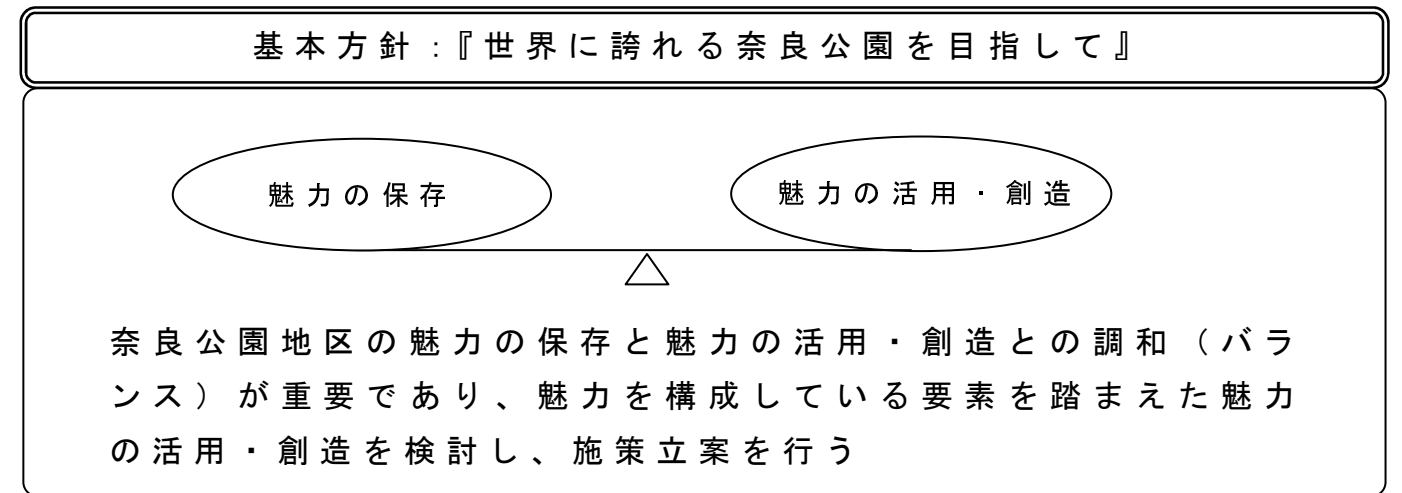 基本方針：『世界に誇れる奈良公園を目指して』
魅力の保存
魅力の活用・創造
奈良公園地区の魅力の保存と魅力の活用・創造との調和（バラ
ンス）が重要であり、魅力を構成している要素を踏まえた魅力
の活用・創造を検討し、施策立案を行う